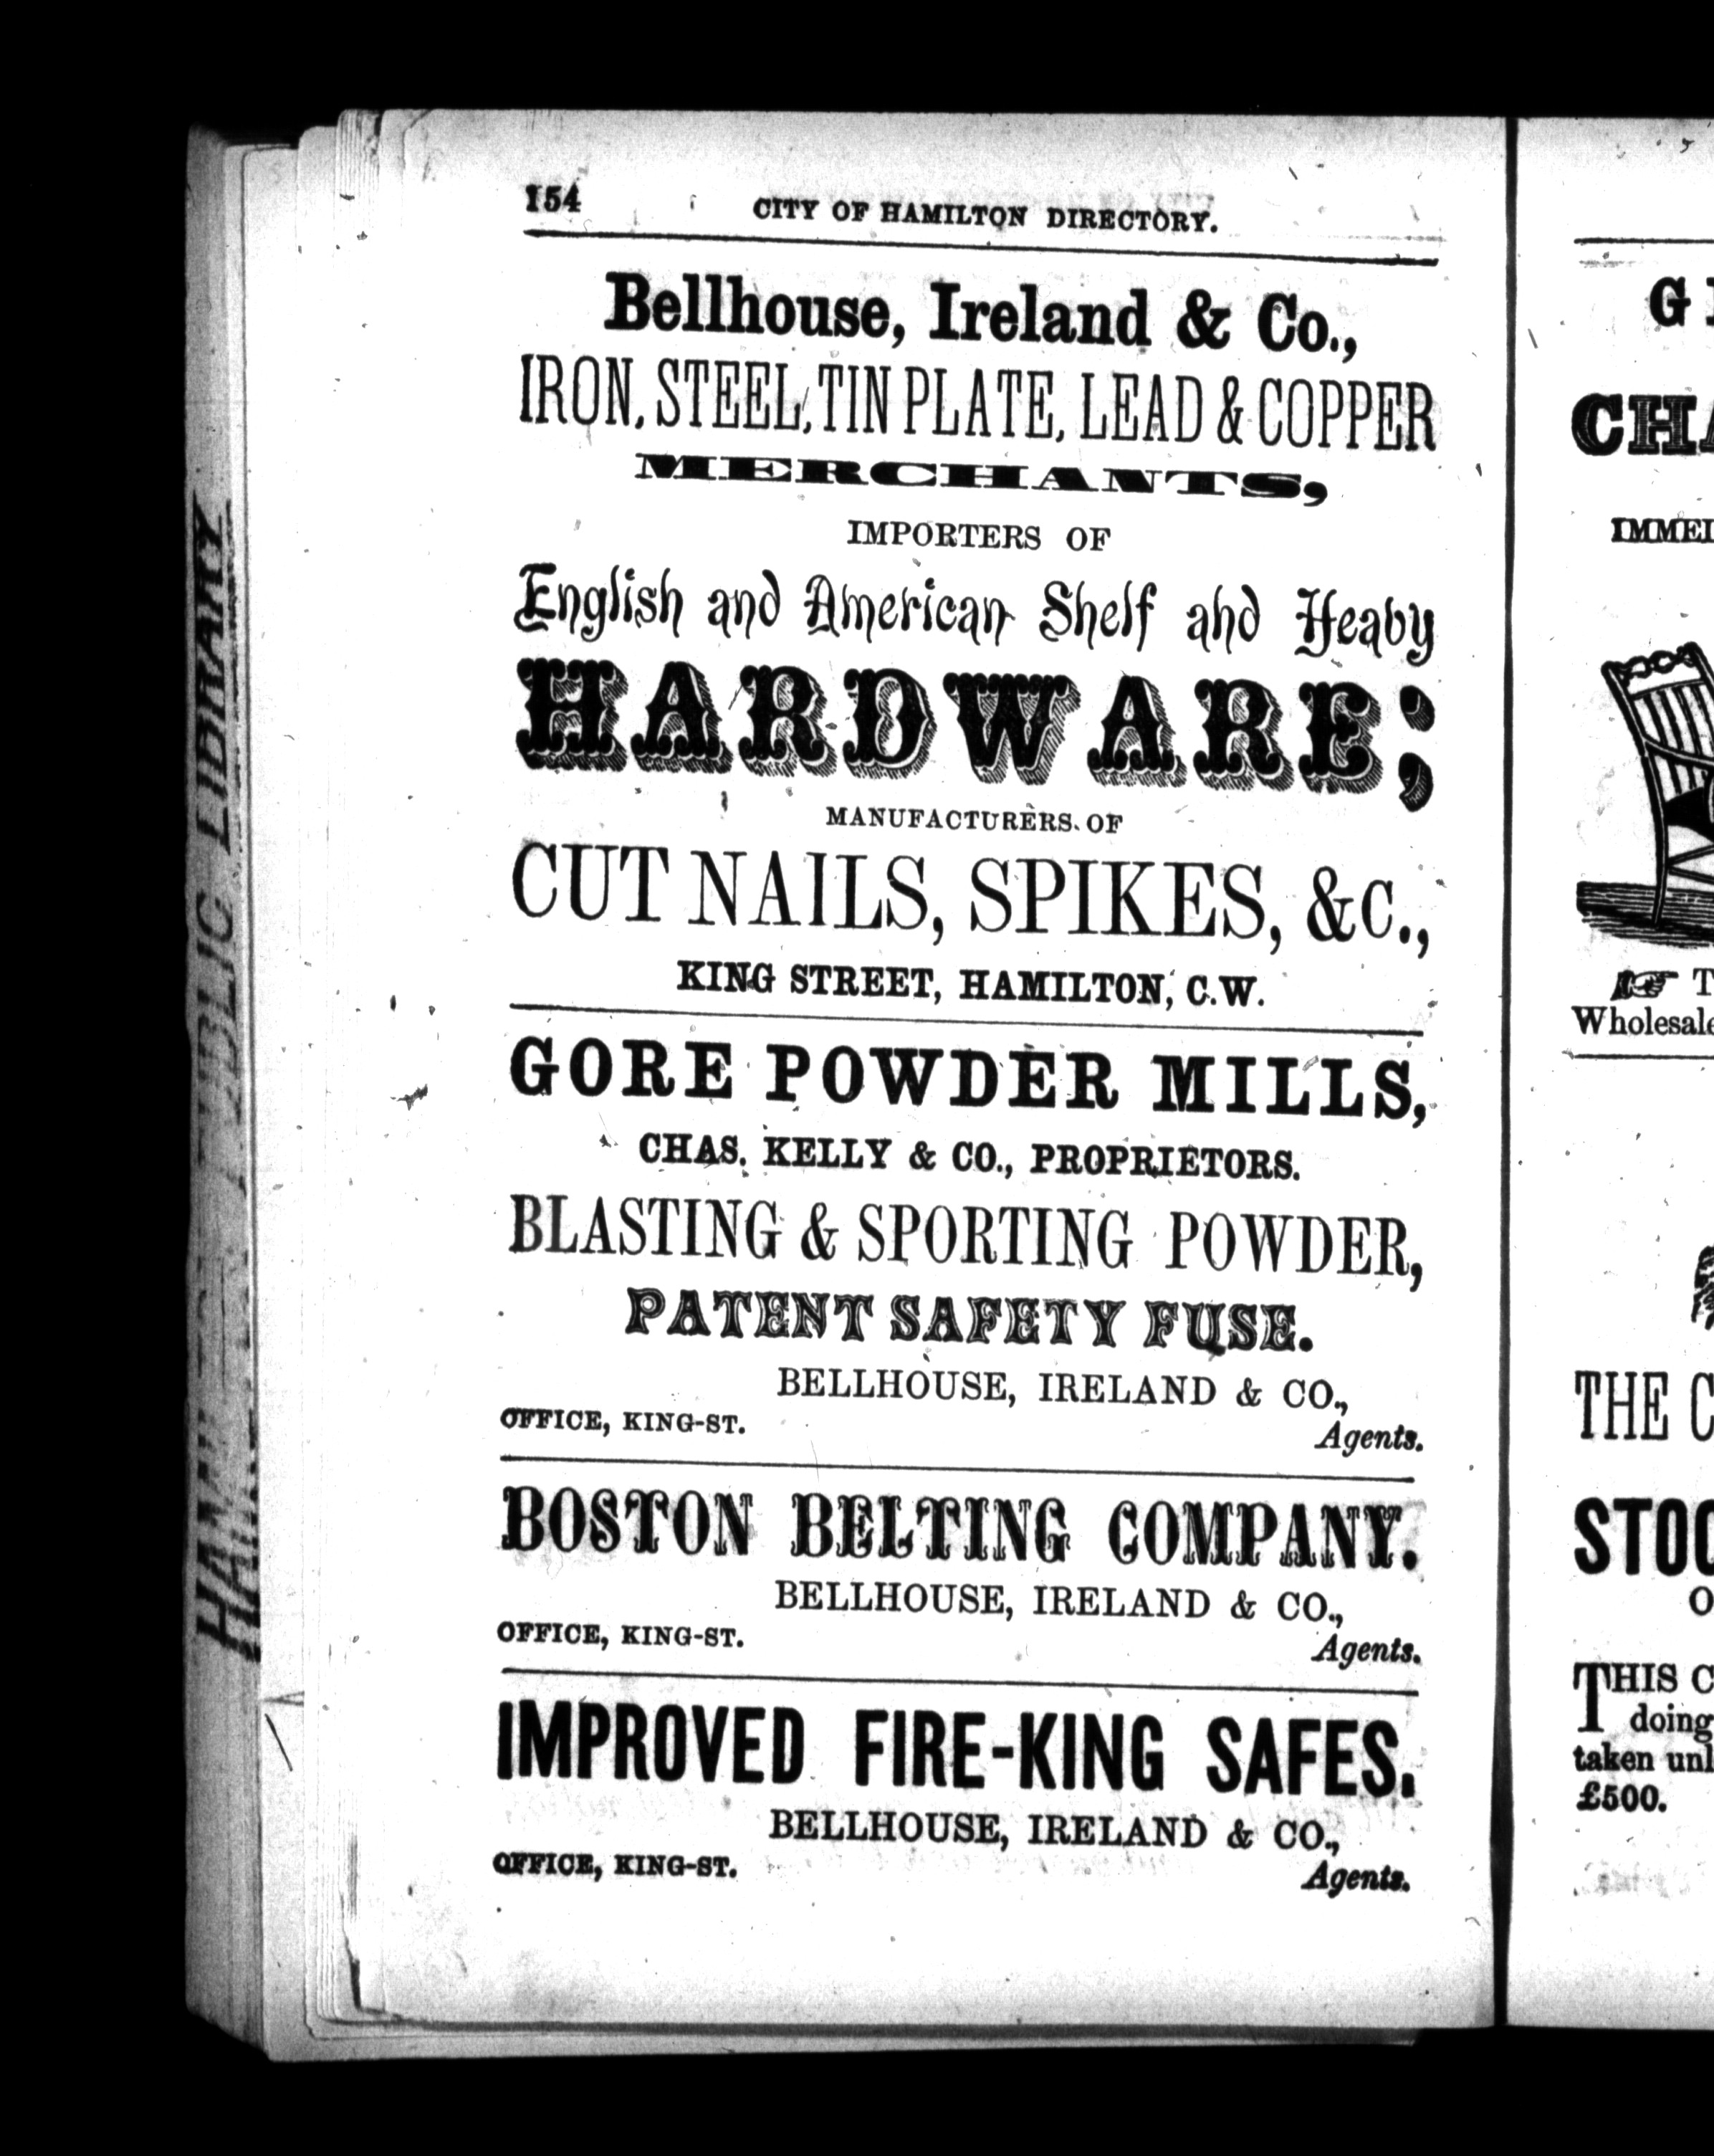 154
CITY OF HAMILTON DIRECTORY.
Bellhouse, Ireland & Co.,
IRON, STEEL, TIN PLATE, LEAD & COPPER
MERCHANTS,
IMPORTERS OF
English and American Shelf and Heavy
HARDWARE;
MANUFACTURERS OF
CUT NAILS, SPIKES, &C.,
KING STREET, HAMILTON, C.W.
GORE POWDER MILLS,
CHAS. KELLY & CO., PROPRIETORS.
BLASTING & SPORTING POWDER,
PATENT SAFETY FUSE.
BELLHOUSE, IRELAND & CO.,
OFFICE, KING-ST.
Agents.
BOSTON BELTING COMPANY.
BELLHOUSE, IRELAND & CO.,
OFFICE, KING-ST.
Agents.
IMPROVED FIRE-KING SAFES.
BELLHOUSE, IRELAND & CO.,
OFFICE, KING-ST.
Agents.
G
CHA
IMMEI
T
Wholesale
THE C
STOC
O
THIS C
doing
taken unl
£500.
PUBLIC LIBRARY